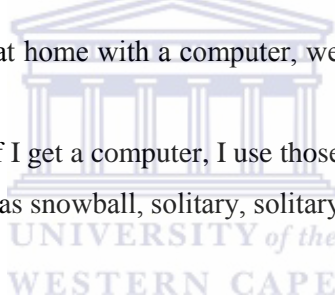 at home with a computer, we
f I get a computer, I use those
as snowball, solitary, solitary
UNIVERSITY of the
WESTERN CAPE